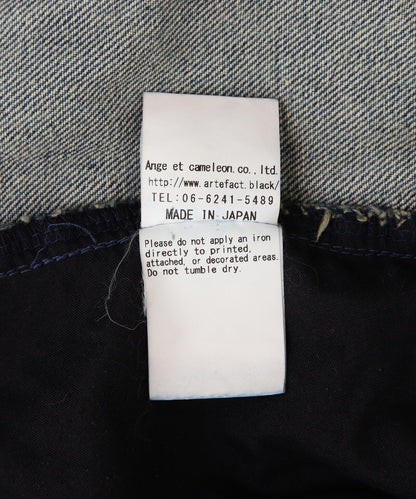 Ange et cameleon.co.,ltd.
http://www.artefact.black/
TEL:06-6241-5489
MADE IN JAPAN
Please do not apply an iron
directly to printed,
attached, or decorated areas.
Do not tumble dry.